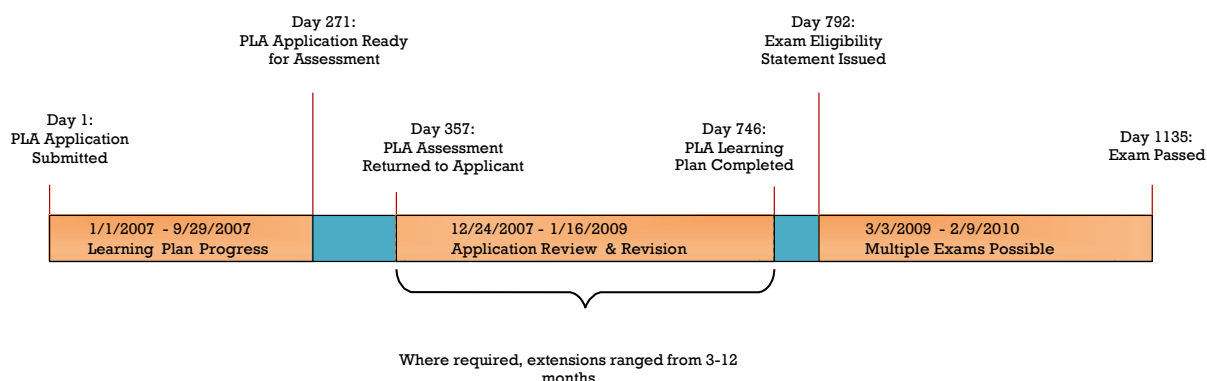 Day 271:
PLA Application Ready
for Assessment
Day 792:
Exam Eligibility
Statement Issued
Day 1:
PLA Application
Submitted
Day 357:
PLA Assessment
Returned to Applicant
Day 746:
PLA Learning
Plan Completed
Day 1135:
Exam Passed
1/1/2007 - 9/29/2007
Learning Plan Progress
12/24/2007 - 1/16/2009
Application Review & Revision
3/3/2009 - 2/9/2010
Multiple Exams Possible
Where required, extensions ranged from 3-12
months